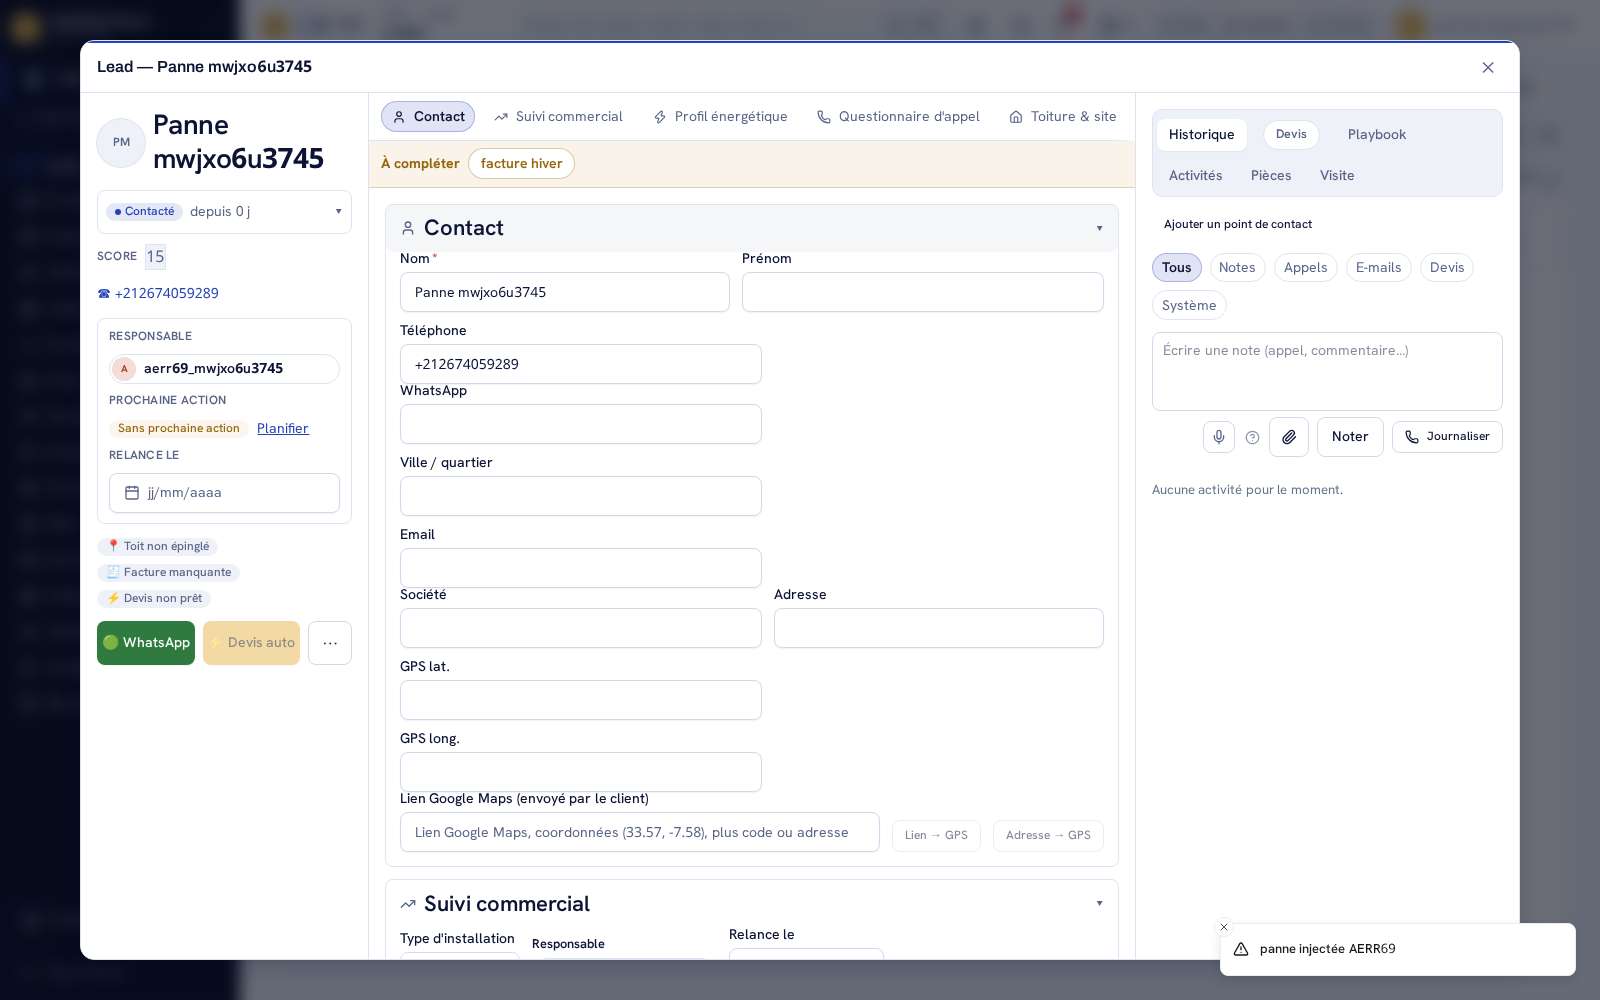 Lead — Panne mwjxo6u3745
PM
Panne
mwjxo6u3745
Contacté
depuis 0 j
SCORE
15
☎ +212674059289
RESPONSABLE
A
aerr69_mwjxo6u3745
PROCHAINE ACTION
Sans prochaine action
Planifier
RELANCE LE
jj/mm/aaaa
📍 Toit non épinglé
🧾 Facture manquante
⚡ Devis non prêt
🟢 WhatsApp
⚡ Devis auto
⋯
Contact
Suivi commercial
Profil énergétique
Questionnaire d'appel
Toiture & site
À compléter
facture hiver
Contact
Nom *
Prénom
Panne mwjxo6u3745
Téléphone
+212674059289
WhatsApp
Ville / quartier
Email
Société
Adresse
GPS lat.
GPS long.
Lien Google Maps (envoyé par le client)
Lien Google Maps, coordonnées (33.57, -7.58), plus code ou adresse
Lien → GPS
Adresse → GPS
Suivi commercial
Type d'installation
Responsable
Relance le
Historique
Devis
Playbook
Activités
Pièces
Visite
Ajouter un point de contact
Tous
Notes
Appels
E-mails
Devis
Système
Écrire une note (appel, commentaire…)
Noter
Journaliser
Aucune activité pour le moment.
panne injectée AERR69